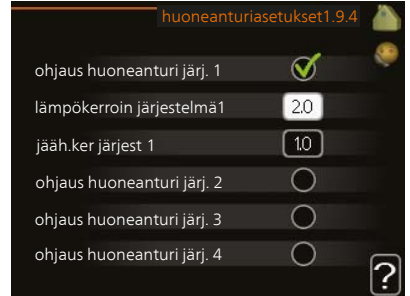 huoneanturiasetukset1.9.4
ohjaus huoneanturi järj. 1
lämpökerroin järjestelmä1 2.0
jääh.ker järjest 1 1.0
ohjaus huoneanturi järj. 2
ohjaus huoneanturi järj. 3
ohjaus huoneanturi järj. 4
?